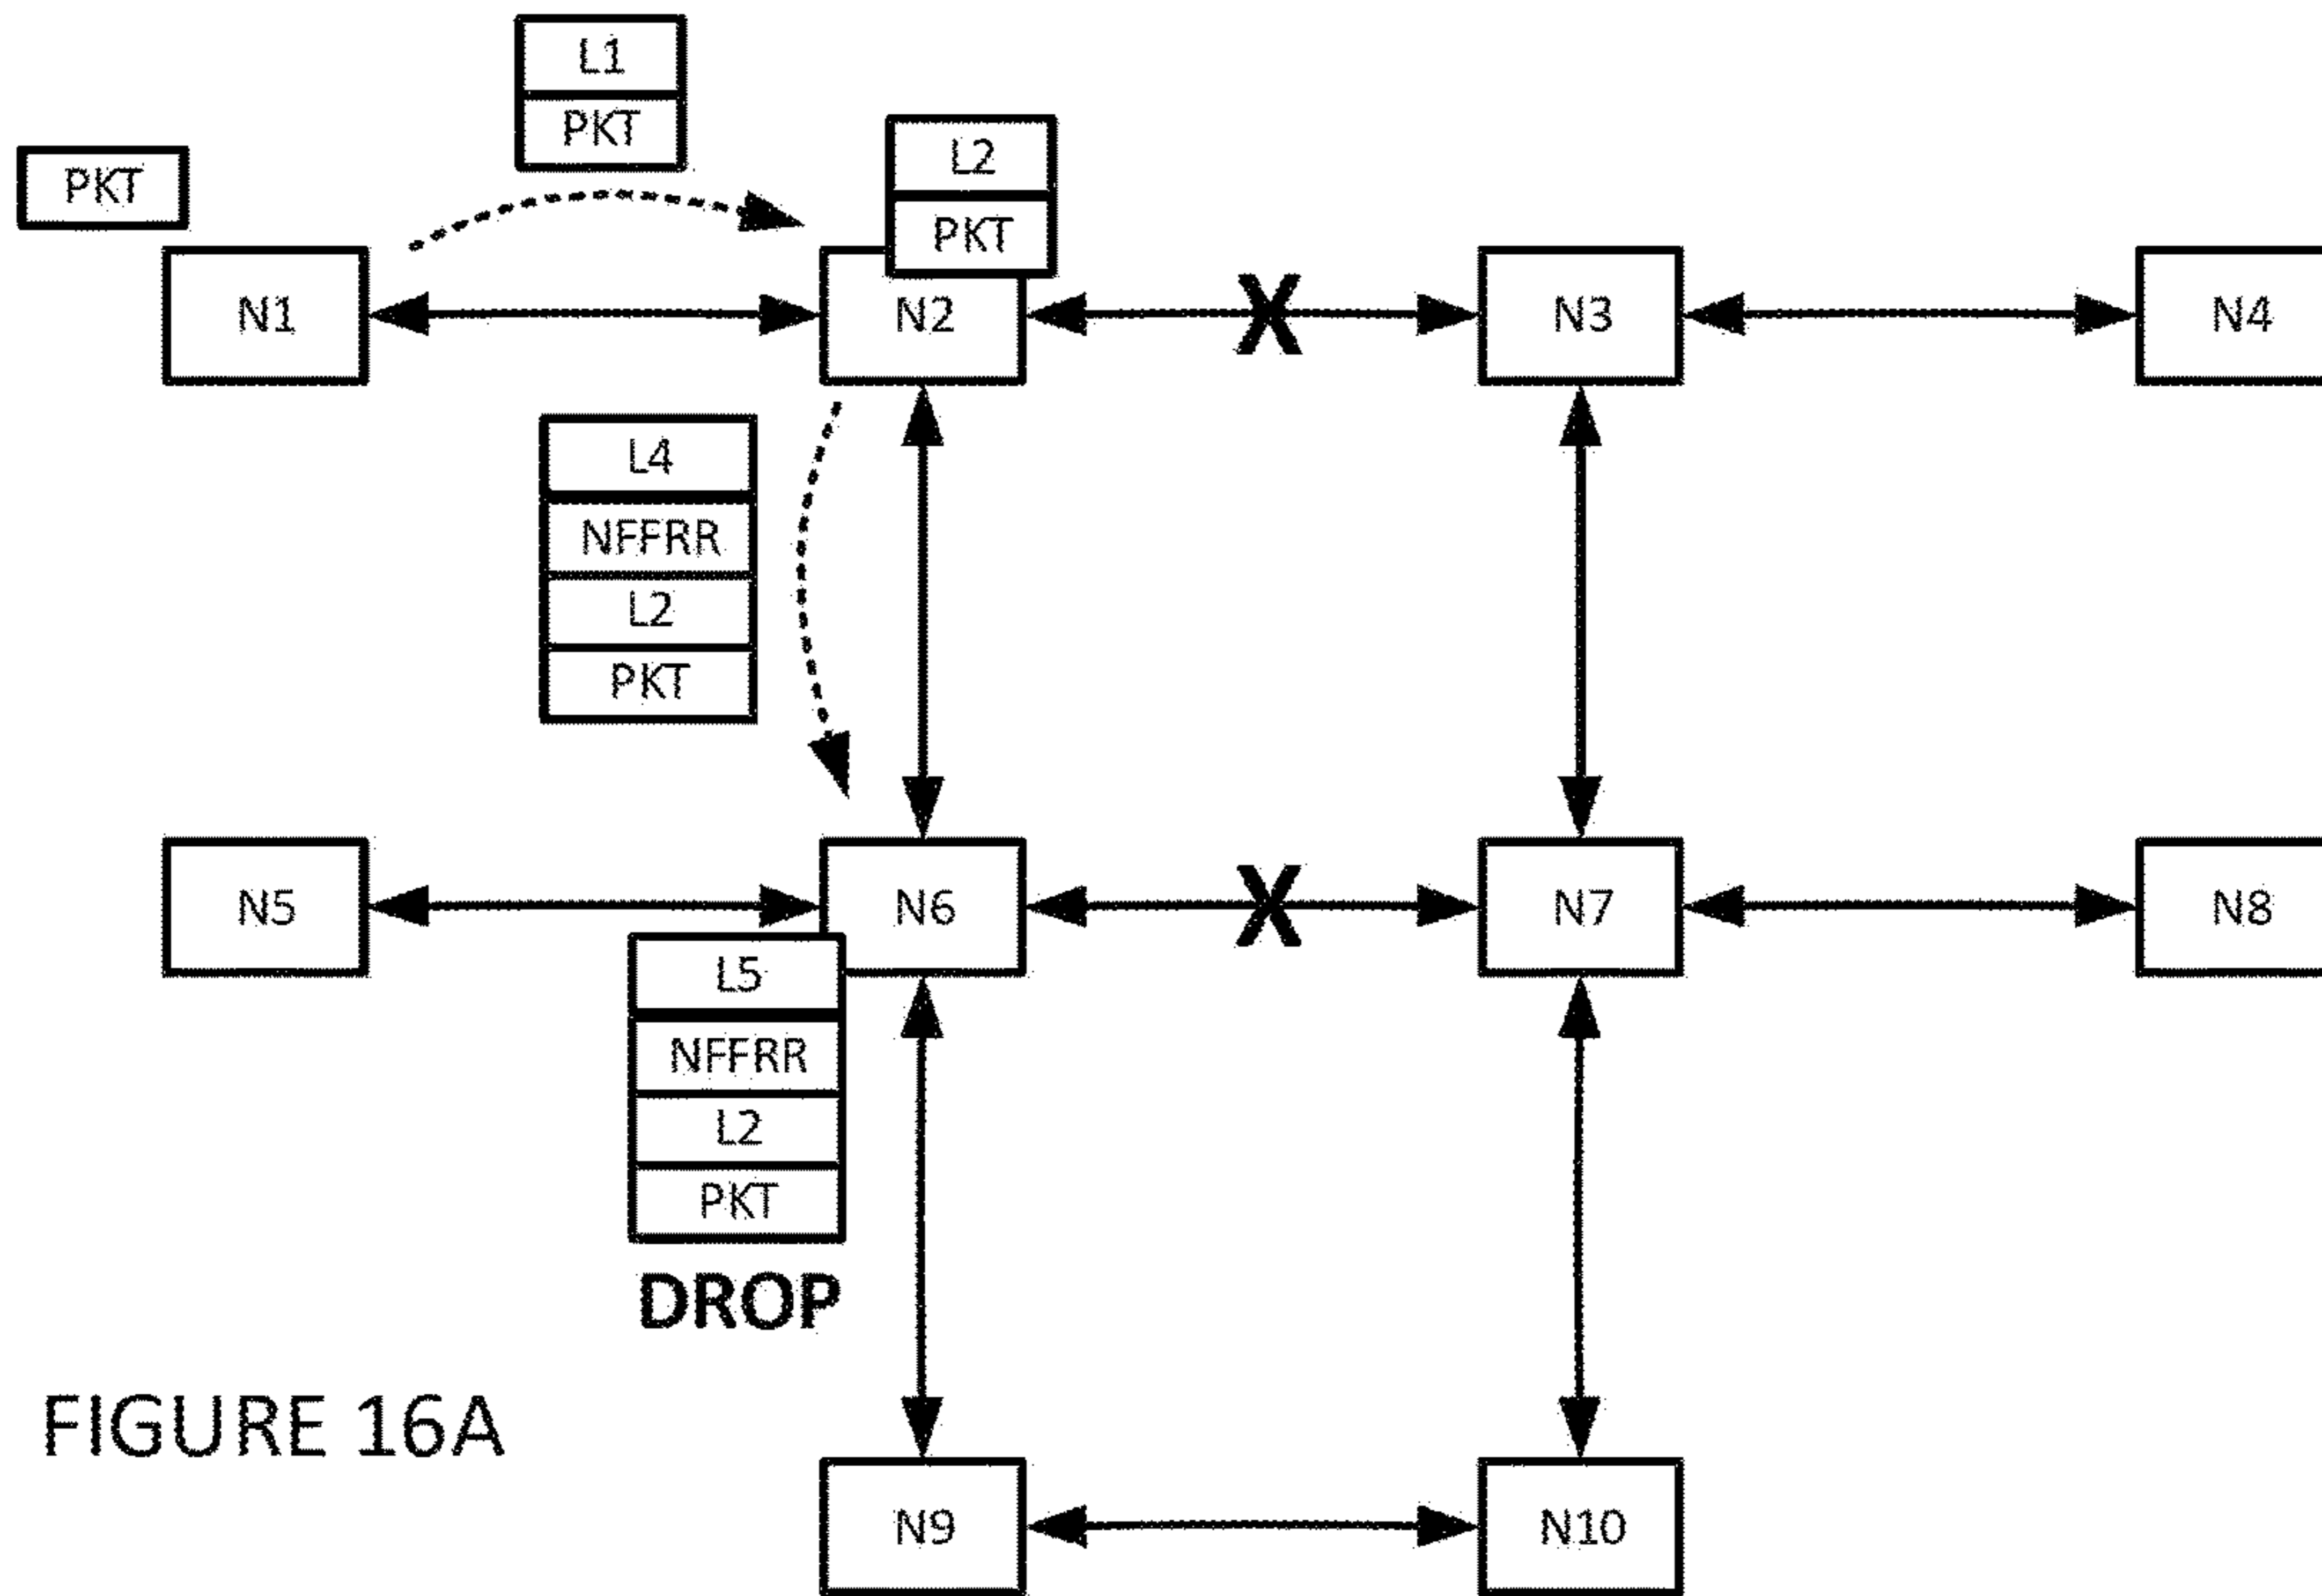 L1
PKT
PKT
L2
PKT
N1
N2
X
N3
N4
L4
NFFRR
L2
PKT
N5
N6
X
N7
N8
L5
NFFRR
L2
PKT
DROP
FIGURE 16A
N9
N10